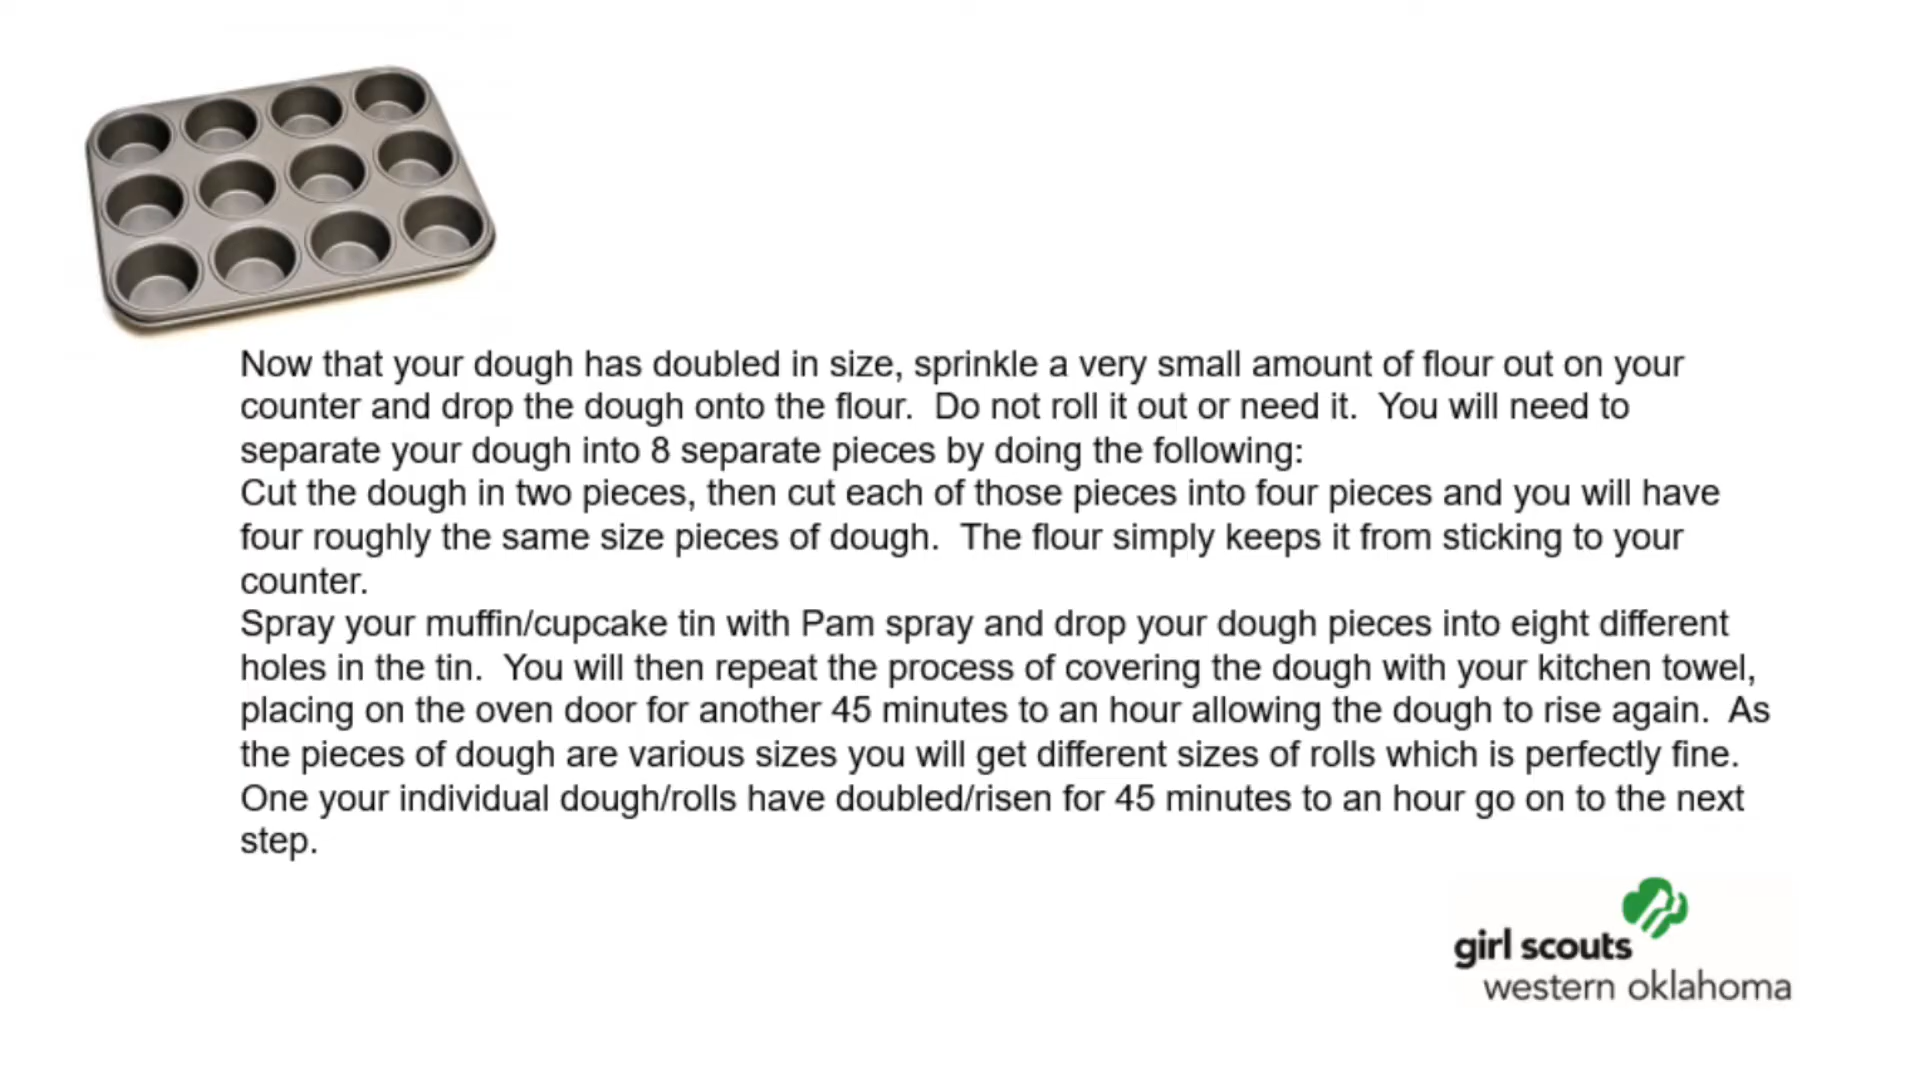 Now that your dough has doubled in size, sprinkle a very small amount of flour out on your
counter and drop the dough onto the flour.  Do not roll it out or need it.  You will need to
separate your dough into 8 separate pieces by doing the following:
Cut the dough in two pieces, then cut each of those pieces into four pieces and you will have
four roughly the same size pieces of dough.  The flour simply keeps it from sticking to your
counter.
Spray your muffin/cupcake tin with Pam spray and drop your dough pieces into eight different
holes in the tin.  You will then repeat the process of covering the dough with your kitchen towel,
placing on the oven door for another 45 minutes to an hour allowing the dough to rise again.  As
the pieces of dough are various sizes you will get different sizes of rolls which is perfectly fine.
One your individual dough/rolls have doubled/risen for 45 minutes to an hour go on to the next
step.
girl scouts
western oklahoma